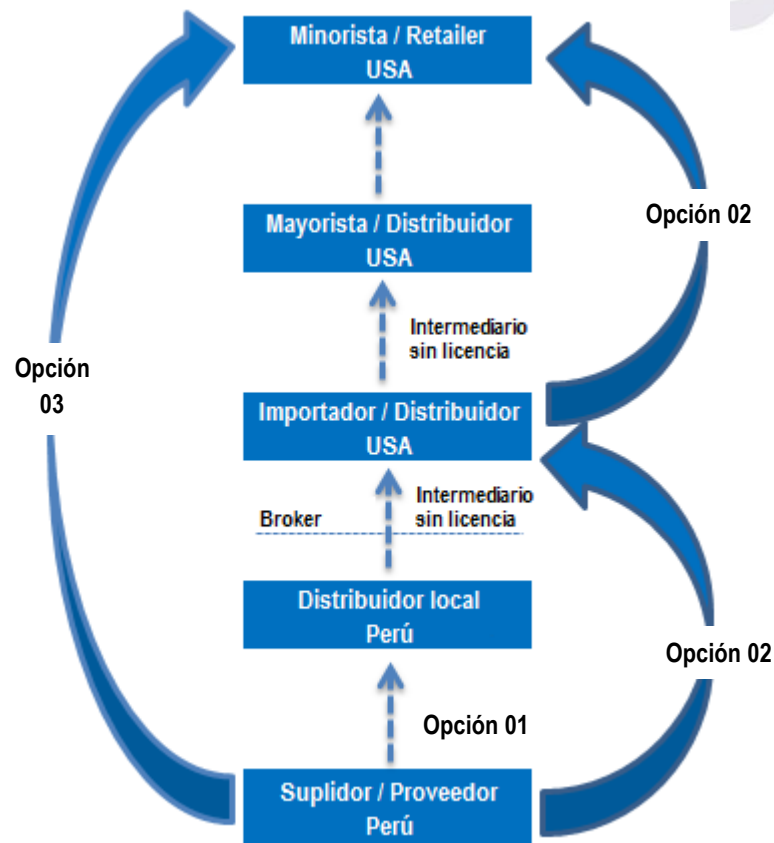 Minorista / Retailer
USA
Mayorista / Distribuidor
USA
Opción 02
Intermediario
sin licencia
Opción
03
Importador / Distribuidor
USA
Broker
Intermediario
sin licencia
Distribuidor local
Perú
Opción 02
Opción 01
Suplidor / Proveedor
Perú